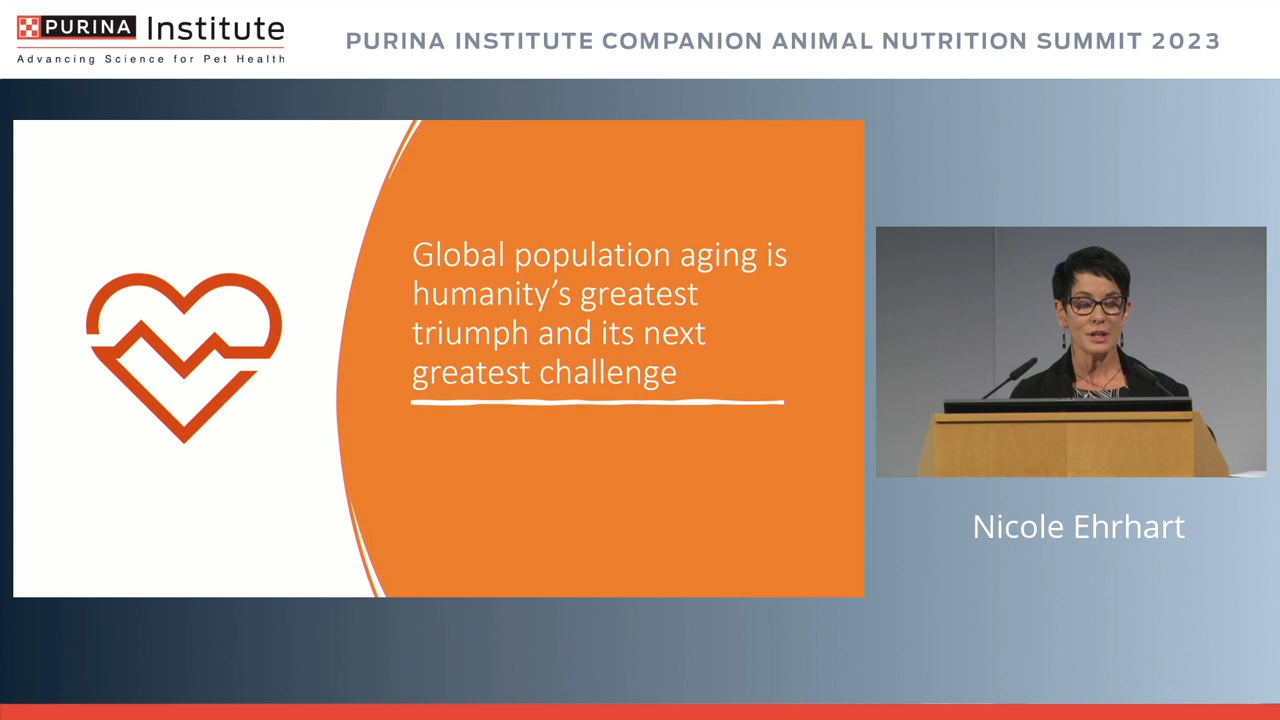 PURINA Institute
Advancing Science for Pet Health
PURINA INSTITUTE COMPANION ANIMAL NUTRITION SUMMIT 2023
Global population aging is
humanity’s greatest
triumph and its next
greatest challenge
Nicole Ehrhart